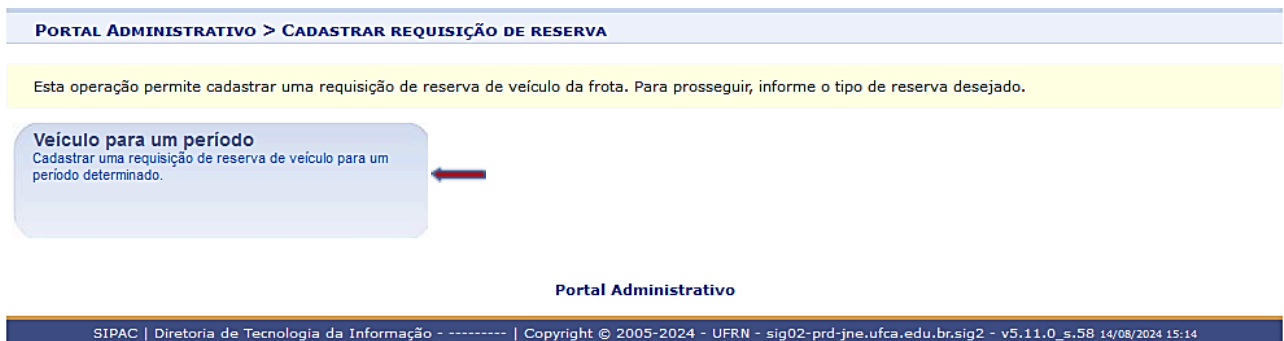 PORTAL ADMINISTRATIVO > CADASTRAR REQUISIÇÃO DE RESERVA
Esta operação permite cadastrar uma requisição de reserva de veículo da frota. Para prosseguir, informe o tipo de reserva desejado.
Veículo para um período
Cadastrar uma requisição de reserva de veículo para um
período determinado.
Portal Administrativo
SIPAC | Diretoria de Tecnologia da Informação - --------- | Copyright © 2005-2024 - UFRN - sig02-prd-jne.ufca.edu.br.sig2 - v5.11.0_s.58 14/08/2024 15:14